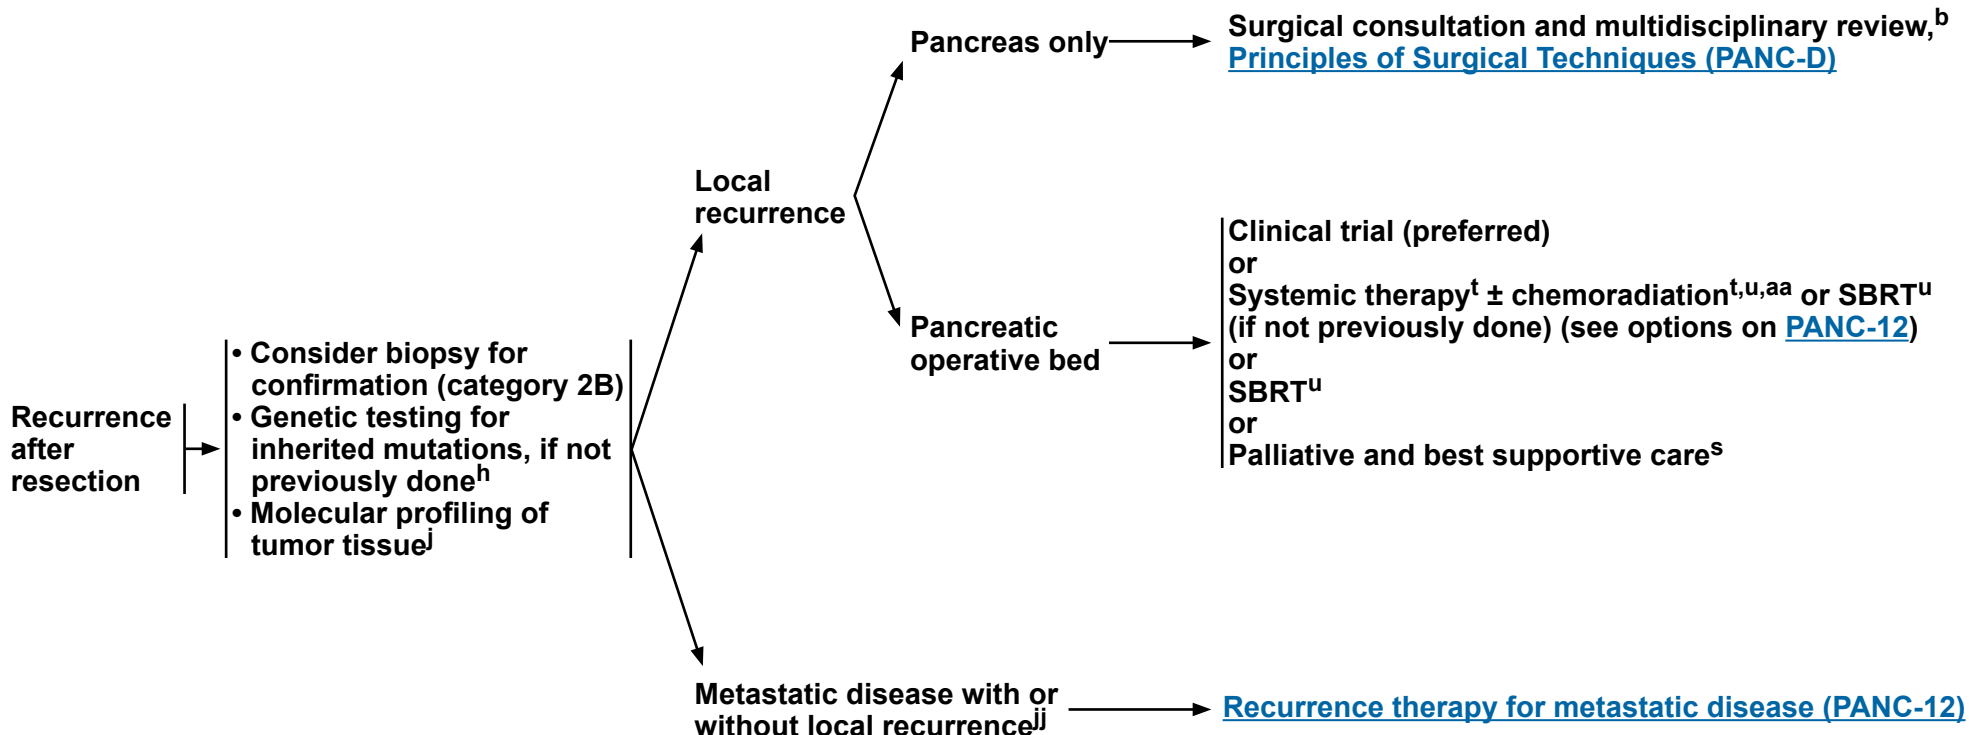 Recurrence
after
resection
• Consider biopsy for
confirmation (category 2B)
• Genetic testing for
inherited mutations, if not
previously doneʰ
• Molecular profiling of
tumor tissueʲ
Local
recurrence
Pancreas only
Surgical consultation and multidisciplinary review,ᵇ
Principles of Surgical Techniques (PANC-D)
Pancreatic
operative bed
Clinical trial (preferred)
or
Systemic therapyᵗ ± chemoradiationᵗ,ᵘ,ᵃᵃ or SBRTᵘ
(if not previously done) (see options on PANC-12)
or
SBRTᵘ
or
Palliative and best supportive careˢ
Metastatic disease with or
without local recurrenceʲʲ
Recurrence therapy for metastatic disease (PANC-12)